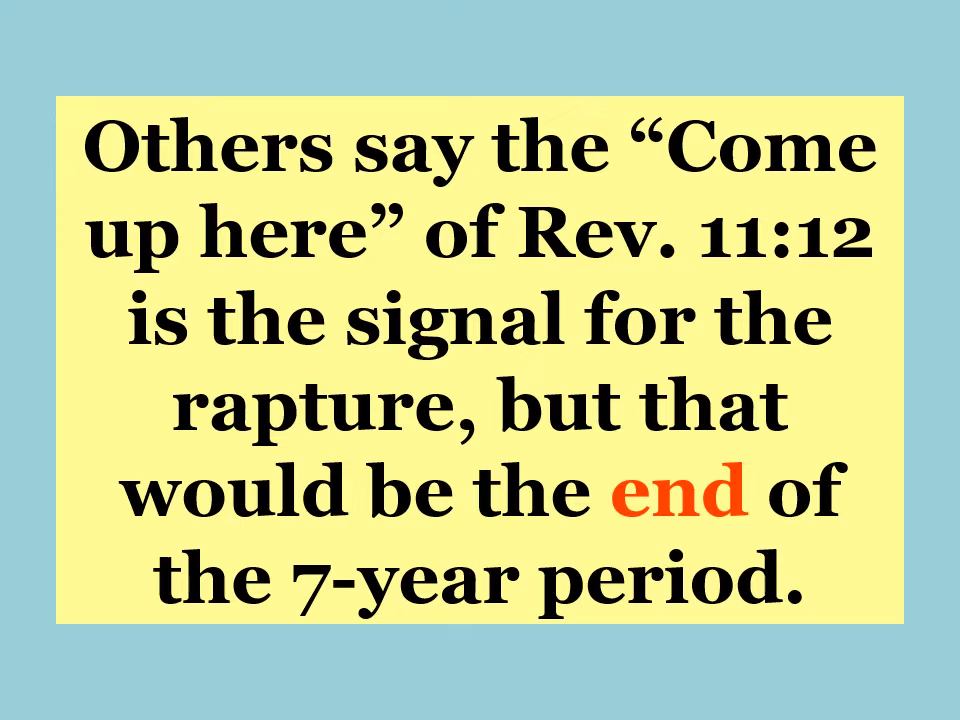 Others say the “Come
up here” of Rev. 11:12
is the signal for the
rapture, but that
would be the end of
the 7-year period.